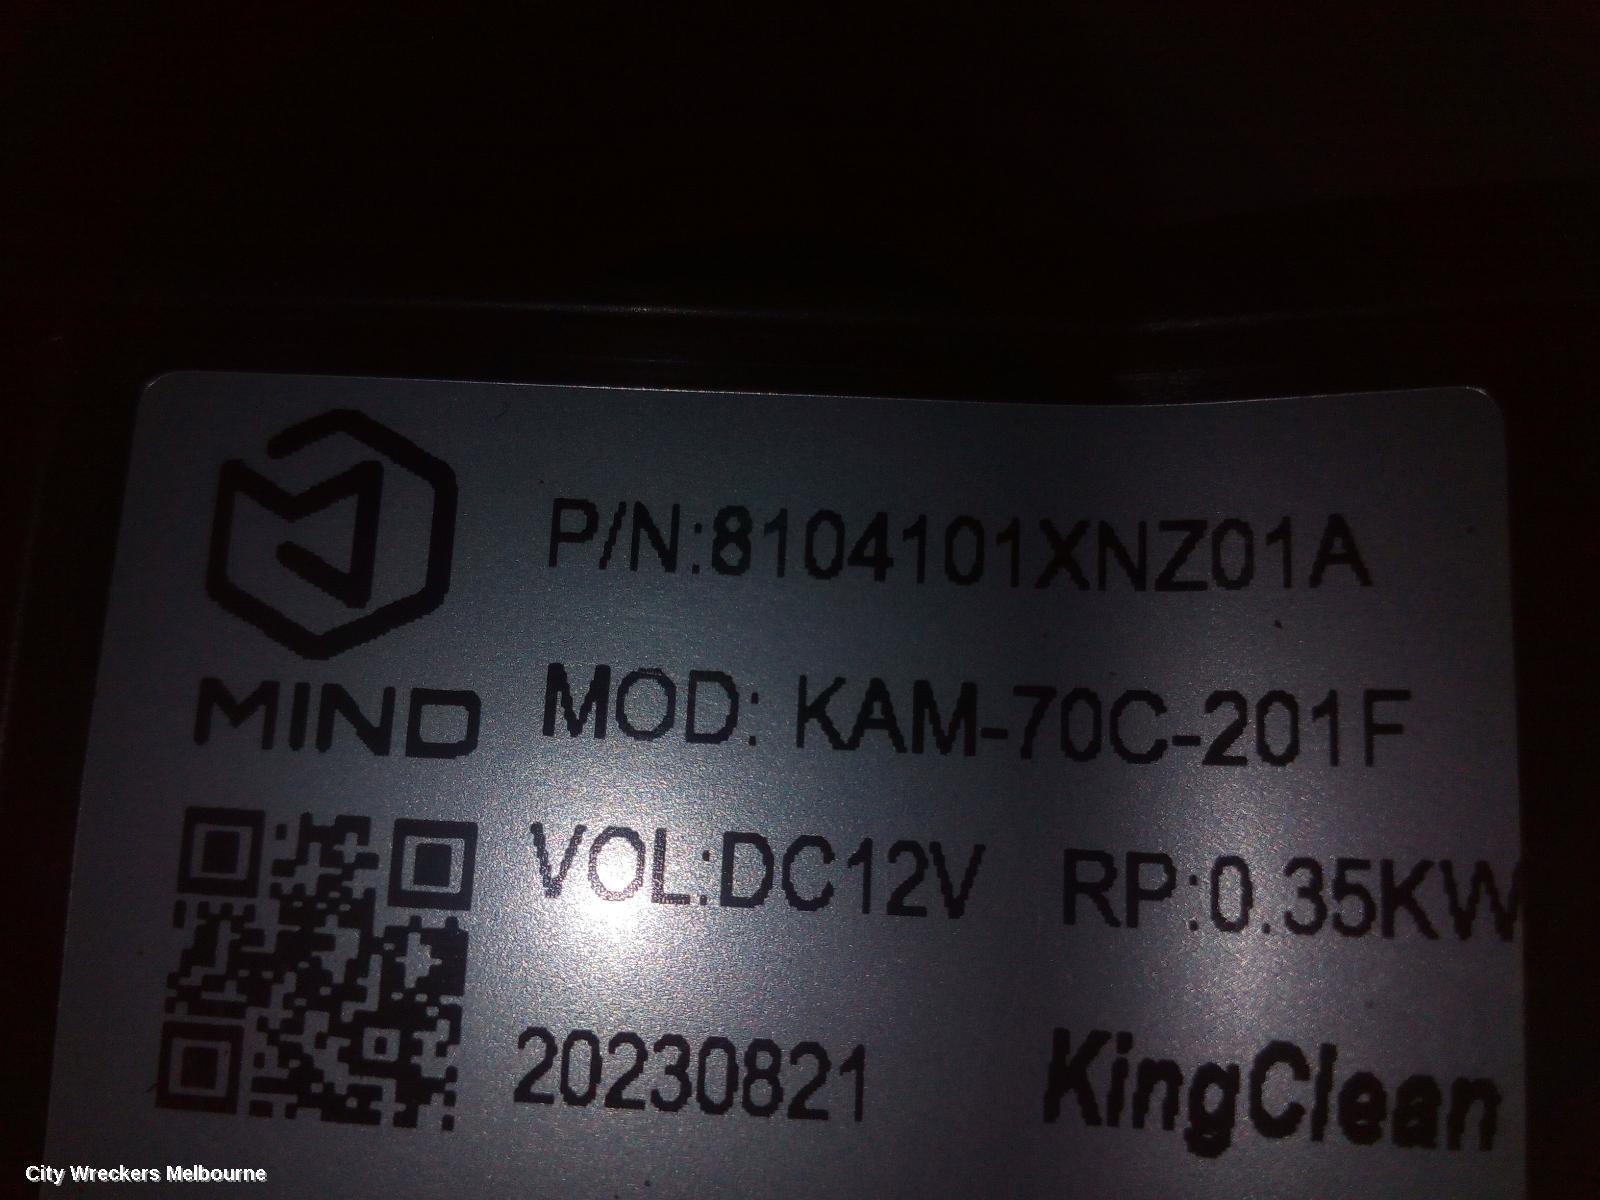 P/N:8104101XNZ01A
MIND
MOD: KAM-70C-201F
VOL:DC12V RP:0.35KW
20230821 KingClean
City Wreckers Melbourne